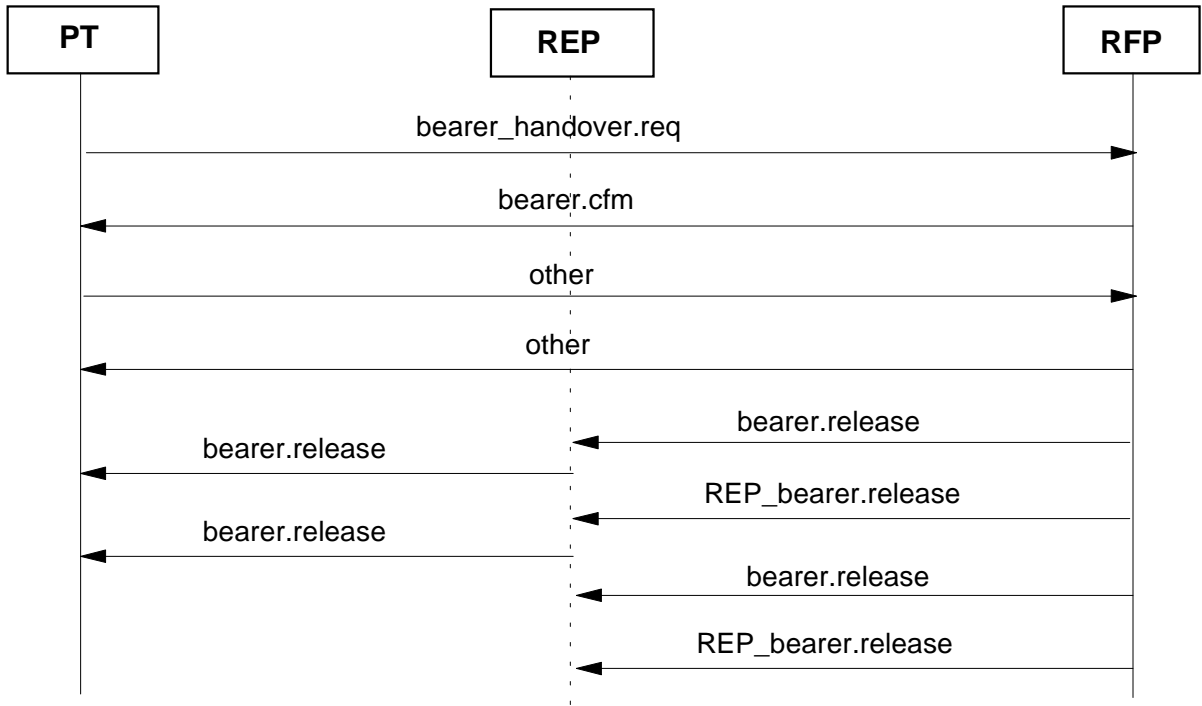 PT
REP
RFP
bearer_handover.req
bearer.cfm
other
other
bearer.release
bearer.release
REP_bearer.release
bearer.release
bearer.release
REP_bearer.release